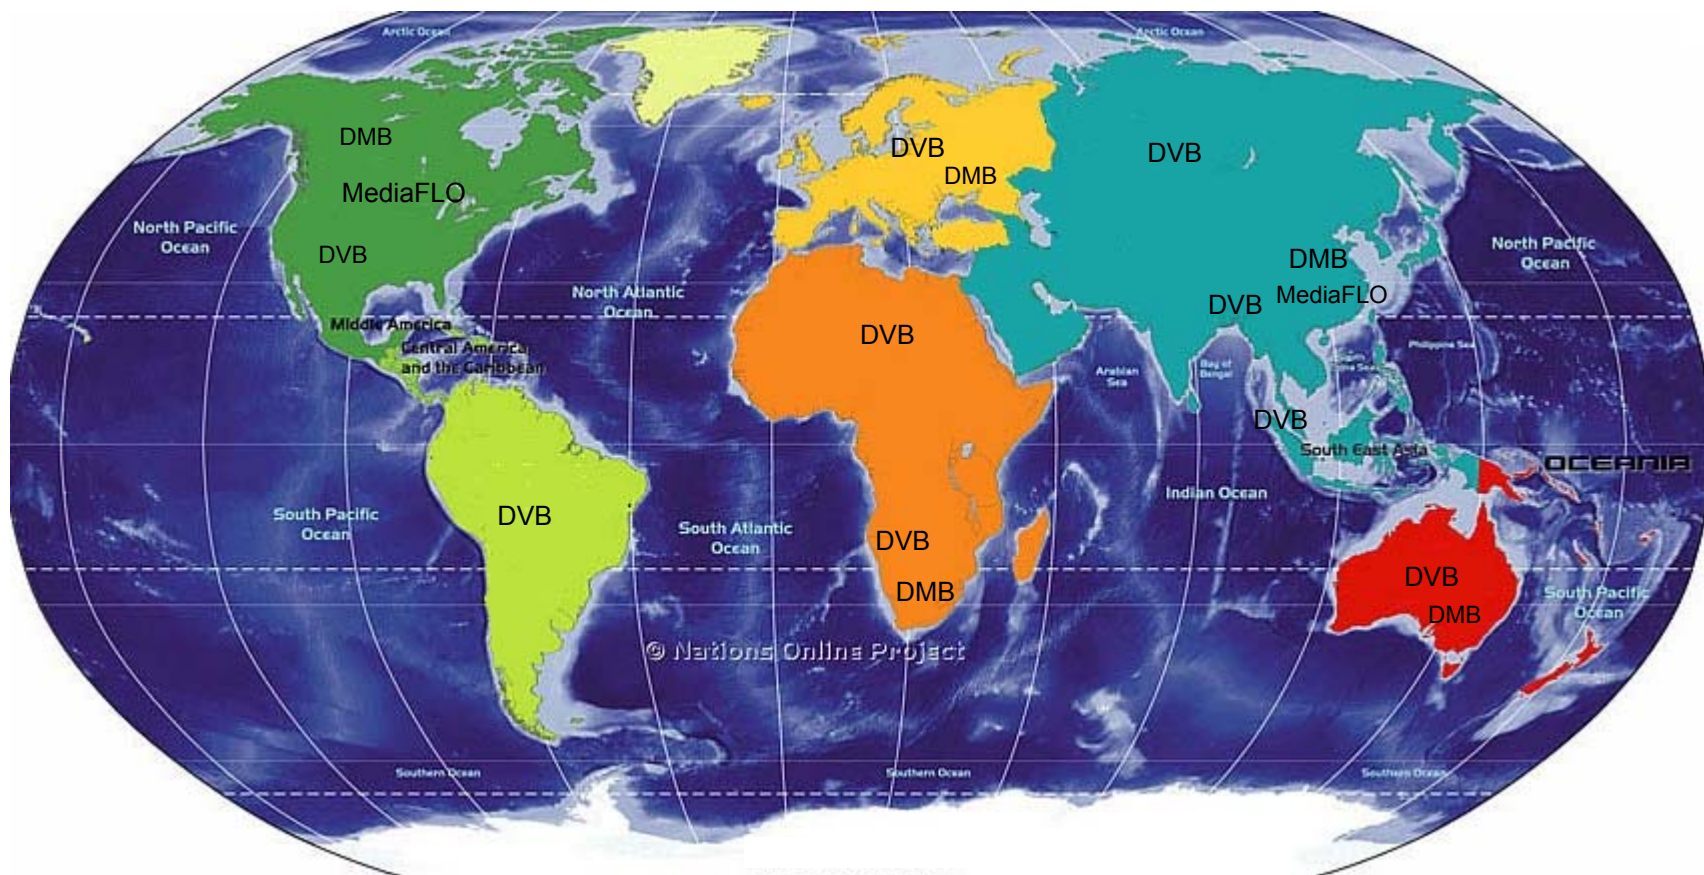 Arctic Ocean
Arctic Ocean
DMB
MediaFLO
DVB
DVB
DMB
DVB
North Pacific
Ocean
North Atlantic
Ocean
North Pacific
Ocean
DMB
MediaFLO
DVB
Middle America
Central America
and the Caribbean
DVB
Philippine Sea
Arabian
Sea
Bay of
Bengal
DVB
South East Asia
OCEANIA
Indian Ocean
South Pacific
Ocean
DVB
South Atlantic
Ocean
DVB
DMB
DVB
DMB
South Pacific
Ocean
© Nations Online Project
Southern Ocean
Southern Ocean
Southern Ocean